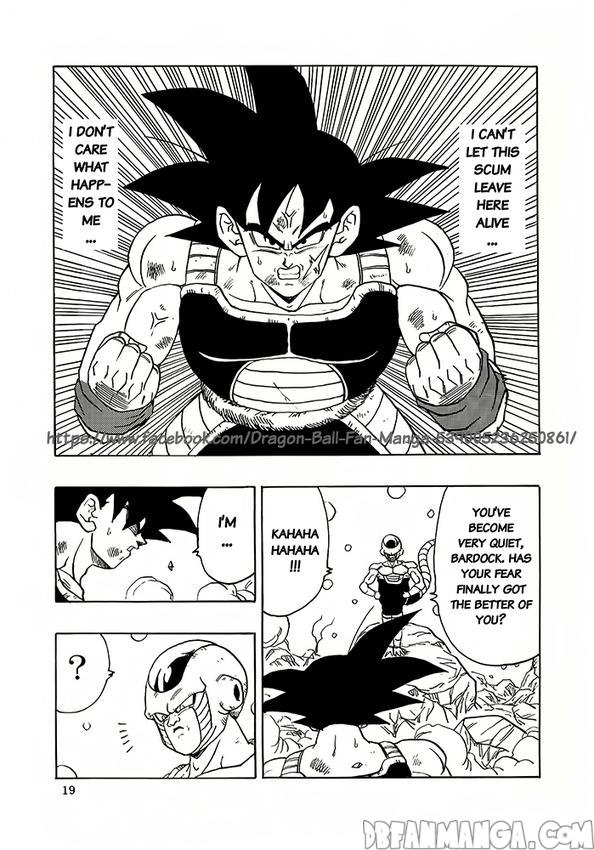 I CAN'T
LET THIS
SCUM
LEAVE
HERE
ALIVE
...
I DON'T
CARE
WHAT
HAPP-
ENS TO
ME
...
https://www.facebook.com/Dragon-Ball-Fan-Manga-
YOU'VE
BECOME
VERY QUIET,
BARDOCK. HAS
YOUR FEAR
FINALLY GOT
THE BETTER OF
YOU?
KAHAHA
HAHAHA
!!!
I'M
...
?
19
DBFANMANGA.COM